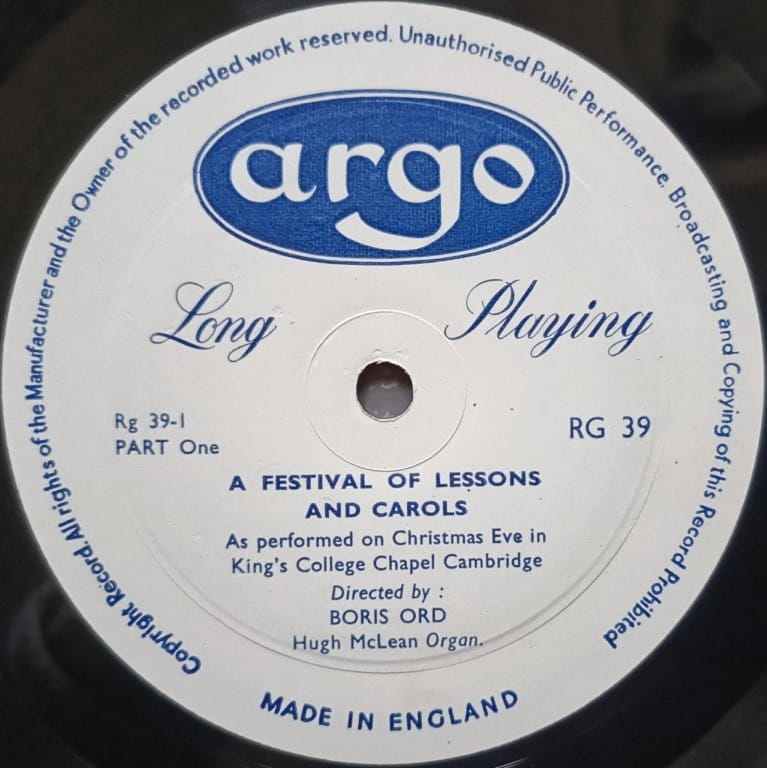 Copyright Record. All rights of the Manufacturer and the Owner of the recorded work reserved. Unauthorised Public Performance, Broadcasting and Copying of this Record Prohibited
argo
Long Playing
Rg 39-1
PART One
RG 39
A FESTIVAL OF LESSONS
AND CAROLS
As performed on Christmas Eve in
King's College Chapel Cambridge
Directed by :
BORIS ORD
Hugh McLean Organ.
MADE IN ENGLAND